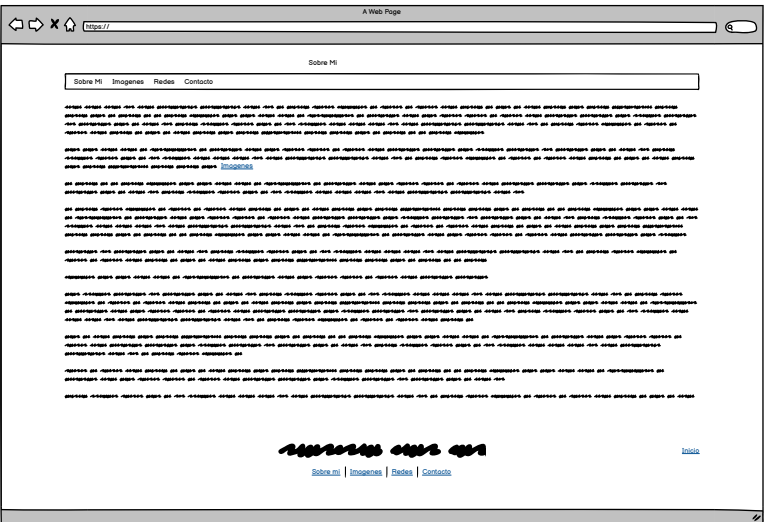 A Web Page
https://
Sobre Mi
Sobre Mi Imagenes Redes Contacto
Imagenes
Inicio
Sobre mi Imagenes Redes Contacto